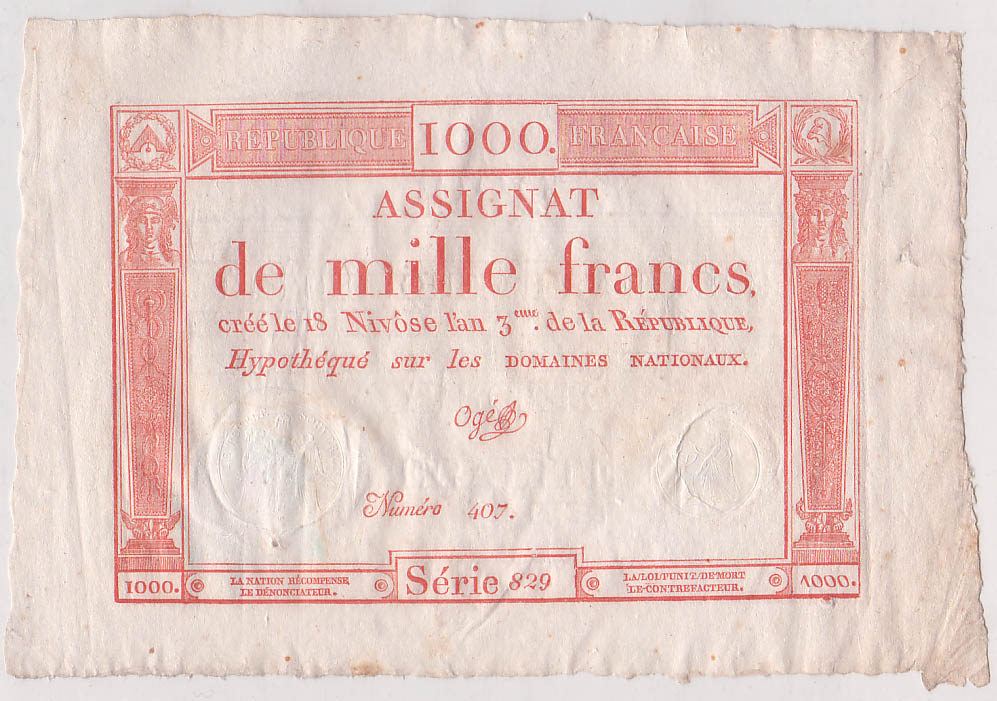 RÉPUBLIQUE 1000. FRANÇAISE
ASSIGNAT
de mille francs,
créé le 18 Nivôse l'an 3.eme de la RÉPUBLIQUE,
Hypothéqué sur les DOMAINES NATIONAUX.
Ogé
Numéro 407.
1000.
LA NATION RÉCOMPENSE
LE DÉNONCIATEUR.
Série 829
LA LOI PUNIT DE MORT
LE CONTREFACTEUR.
1000.